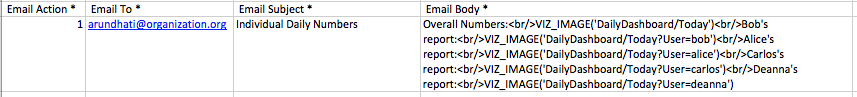 Email Action * Email To * Email Subject * Email Body *
1 arundhati@organization.org Individual Daily Numbers Overall Numbers:<br/>VIZ_IMAGE('DailyDashboard/Today')<br/>Bob's
report:<br/>VIZ_IMAGE('DailyDashboard/Today?User=bob')<br/>Alice's
report:<br/>VIZ_IMAGE('DailyDashboard/Today?User=alice')<br/>Carlos's
report:<br/>VIZ_IMAGE('DailyDashboard/Today?User=carlos')<br/>Deanna's
report:<br/>VIZ_IMAGE('DailyDashboard/Today?User=deanna')